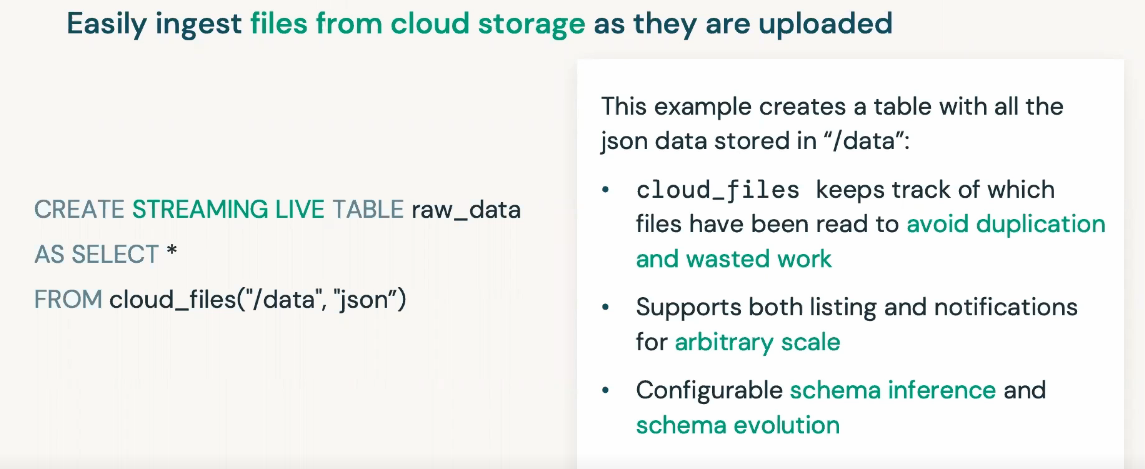 Easily ingest files from cloud storage as they are uploaded
CREATE STREAMING LIVE TABLE raw_data
AS SELECT *
FROM cloud_files("/data", "json”)
This example creates a table with all the
json data stored in “/data”:
• cloud_files keeps track of which
files have been read to avoid duplication
and wasted work
• Supports both listing and notifications
for arbitrary scale
• Configurable schema inference and
schema evolution